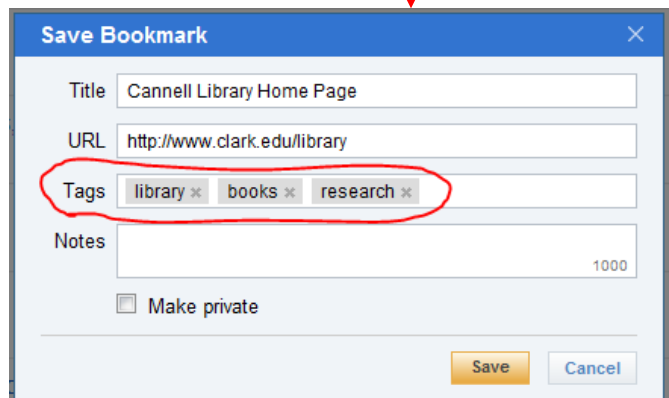 Save Bookmark
Title Cannell Library Home Page
URL http://www.clark.edu/library
Tags library × books × research ×
Notes
1000
Make private
Save Cancel